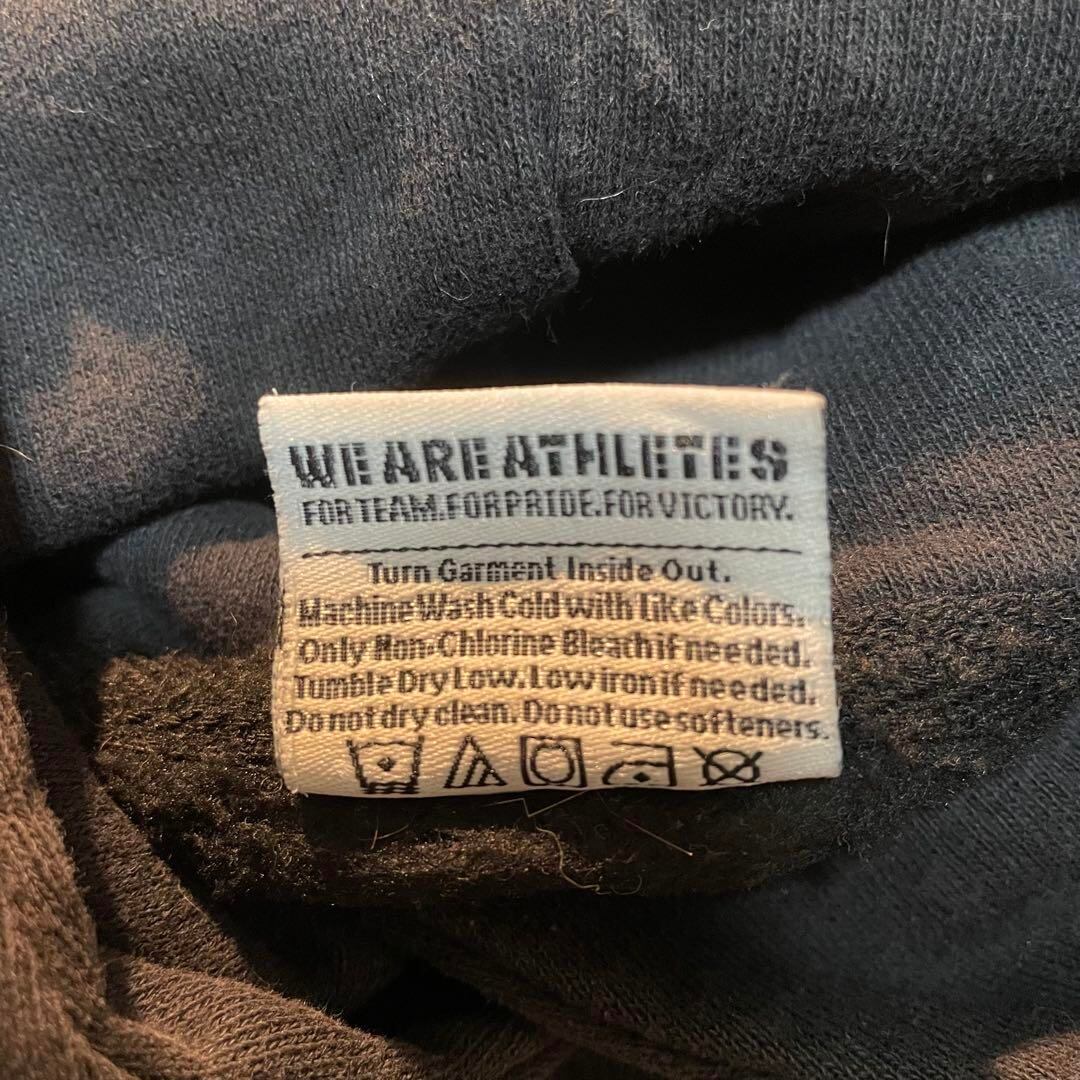 WE ARE ATHLETES
FOR TEAM.FOR PRIDE.FOR VICTORY.
Turn Garment Inside Out.
Machine Wash Cold with like Colors.
Only Non-Chlorine Bleach if needed.
Tumble Dry Low. Low iron if needed.
Do not dry clean. Do not use softeners.